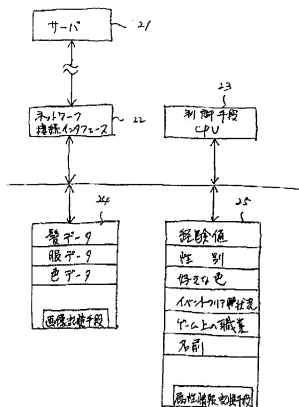 サーバ
21
ネットワーク
接続インタフェース
22
23
制御手段
CPU
24
髪データ
服データ
色データ
画像記憶手段
25
経験値
性別
好きな色
イベントクリア状況
ゲーム上の職業
名前
属性情報記憶手段